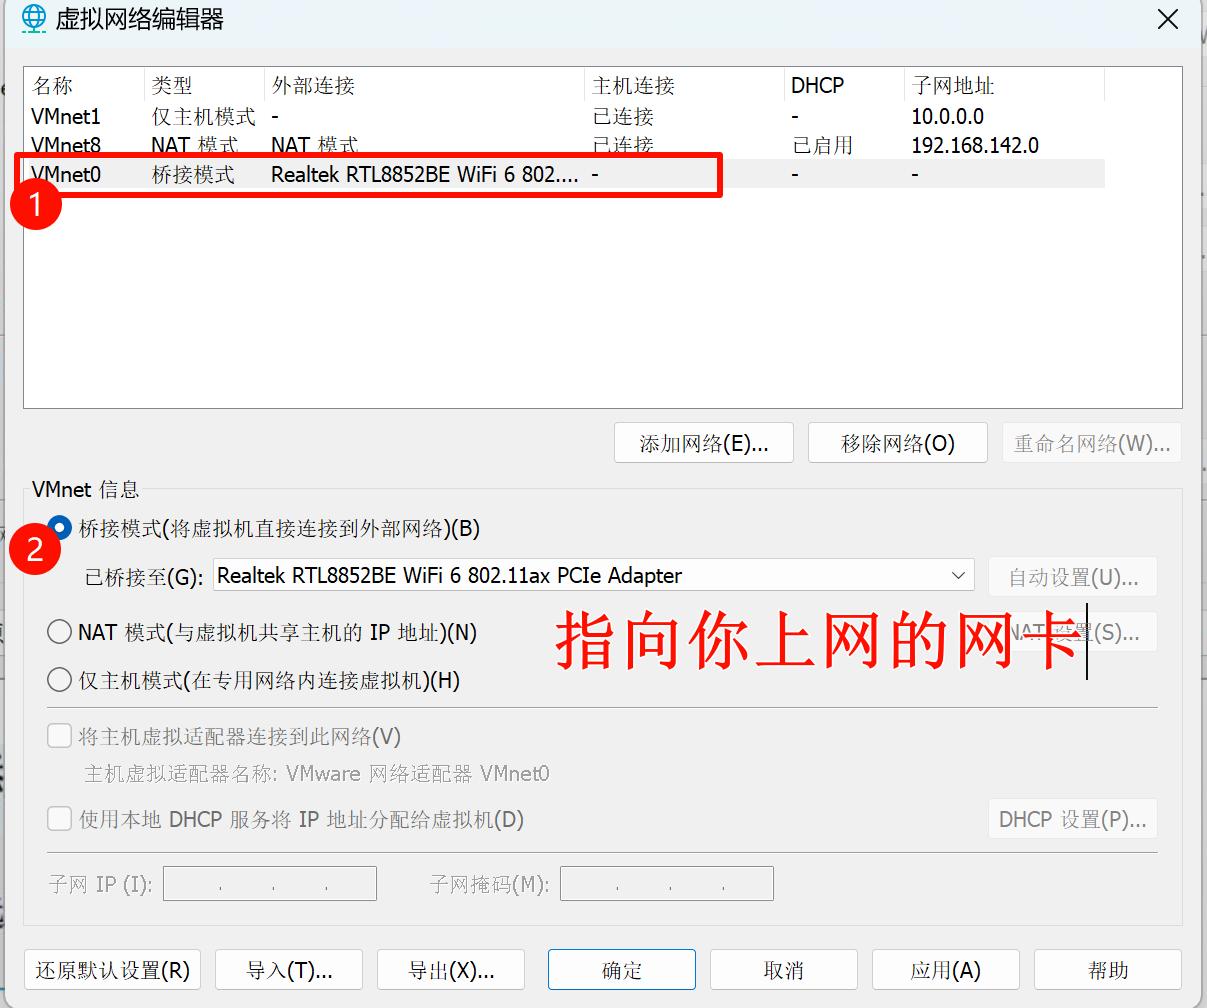 虚拟网络编辑器
名称 类型 外部连接 主机连接 DHCP 子网地址
VMnet1 仅主机模式 - 已连接 - 10.0.0.0
VMnet8 NAT 模式 NAT 模式 已连接 已启用 192.168.142.0
VMnet0 桥接模式 Realtek RTL8852BE WiFi 6 802.... - - -
1
添加网络(E)... 移除网络(O) 重命名网络(W)...
VMnet 信息
桥接模式(将虚拟机直接连接到外部网络)(B)
2
已桥接至(G): Realtek RTL8852BE WiFi 6 802.11ax PCIe Adapter 自动设置(U)...
NAT 模式(与虚拟机共享主机的 IP 地址)(N) NAT 设置(S)...
指向你上网的网卡
仅主机模式(在专用网络内连接虚拟机)(H)
将主机虚拟适配器连接到此网络(V)
主机虚拟适配器名称: VMware 网络适配器 VMnet0
使用本地 DHCP 服务将 IP 地址分配给虚拟机(D) DHCP 设置(P)...
子网 IP (I): . . . 子网掩码(M): . . .
还原默认设置(R) 导入(T)... 导出(X)... 确定 取消 应用(A) 帮助